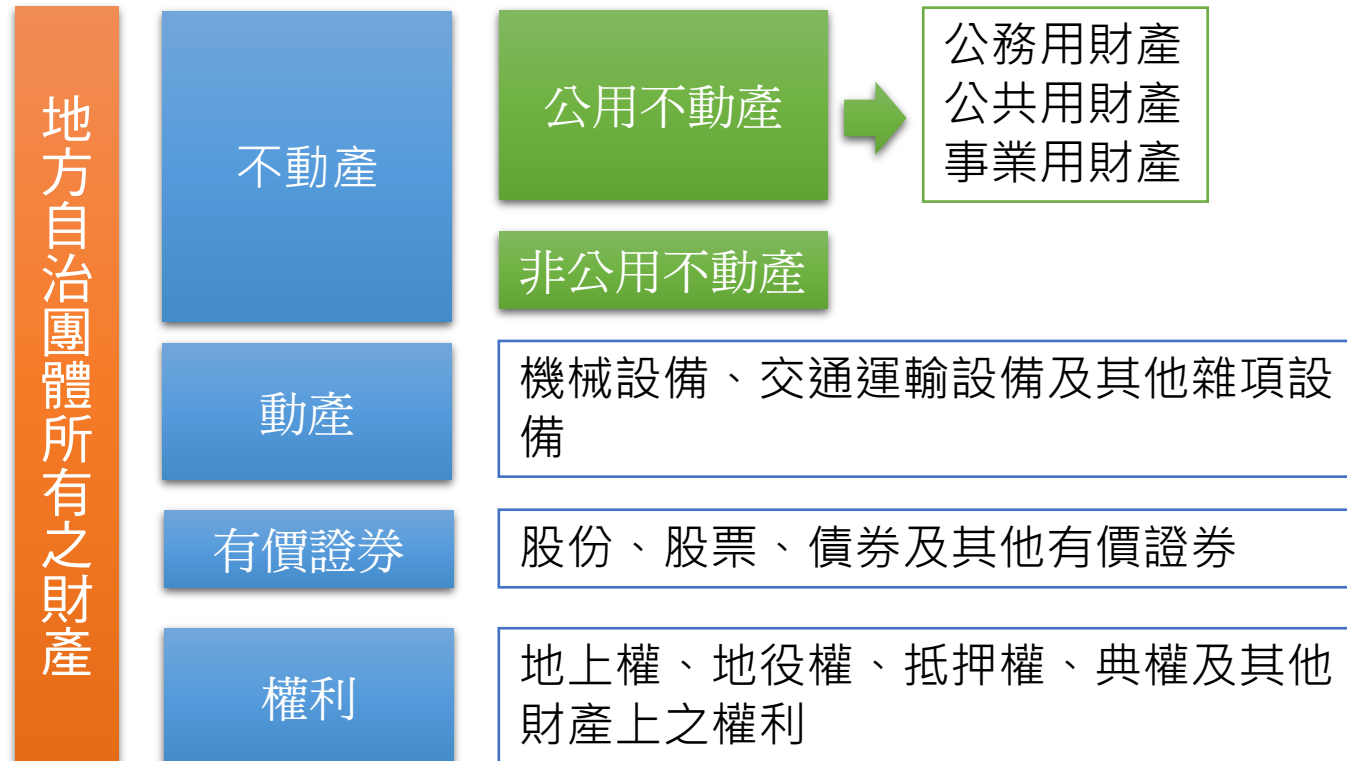 地方自治團體所有之財產
不動產
公用不動產
公務用財產
公共用財產
事業用財產
非公用不動產
動產
機械設備、交通運輸設備及其他雜項設
備
有價證券
股份、股票、債券及其他有價證券
權利
地上權、地役權、抵押權、典權及其他
財產上之權利